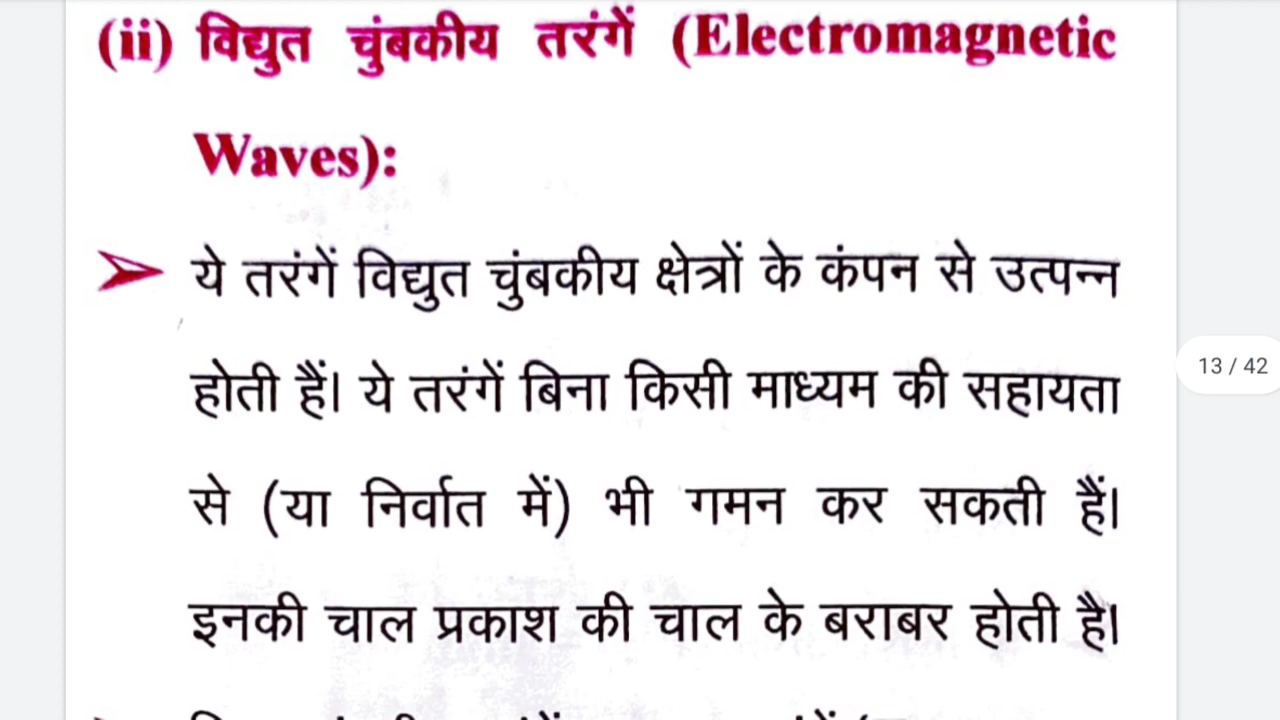 (ii) विद्युत चुंबकीय तरंगें (Electromagnetic
Waves):
➤ ये तरंगें विद्युत चुंबकीय क्षेत्रों के कंपन से उत्पन्न
होती हैं। ये तरंगें बिना किसी माध्यम की सहायता
से (या निर्वात में) भी गमन कर सकती हैं।
इनकी चाल प्रकाश की चाल के बराबर होती है।
13 / 42